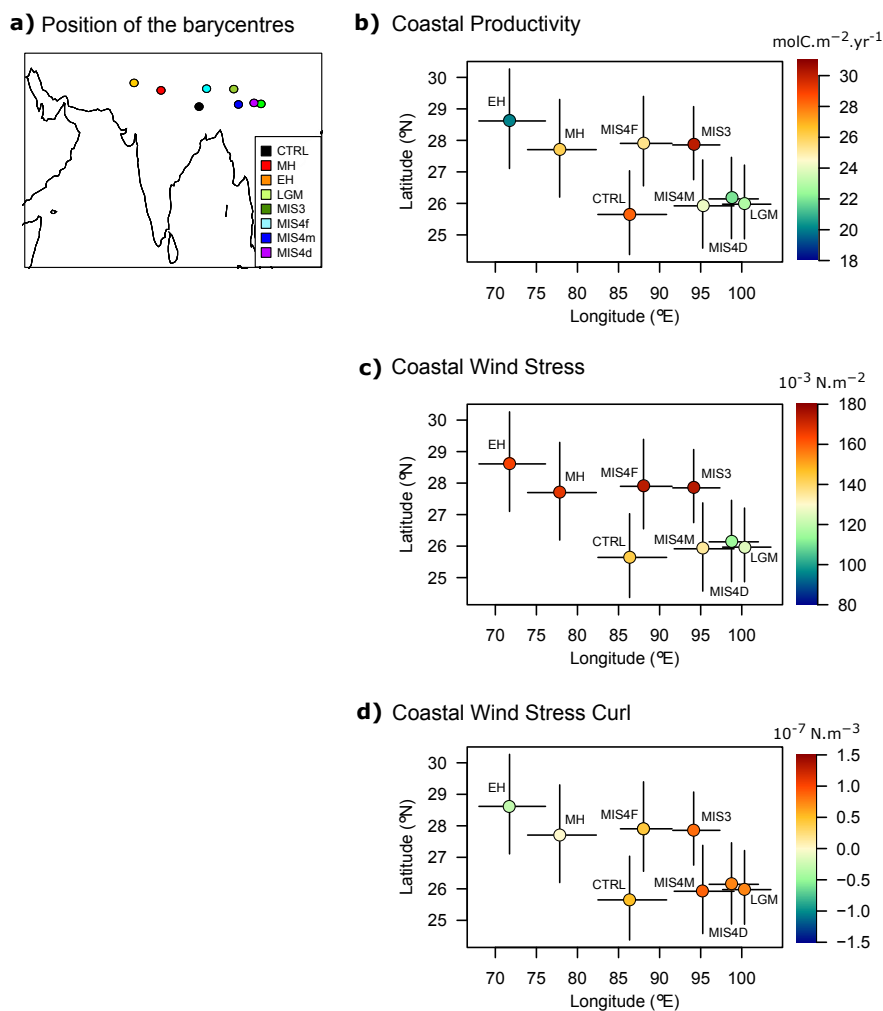 a) Position of the barycentres
CTRL
MH
EH
LGM
MIS3
MIS4f
MIS4m
MIS4d
b) Coastal Productivity
molC.m−2.yr-1
Latitude (°N)
30
29
28
27
26
25
EH
MH
MIS4F
MIS3
CTRL
MIS4M
LGM
MIS4D
70 75 80 85 90 95 100
Longitude (°E)
30
28
26
24
22
20
18
c) Coastal Wind Stress
10−3 N.m−2
Latitude (°N)
30
29
28
27
26
25
EH
MH
MIS4F
MIS3
CTRL
MIS4M
LGM
MIS4D
70 75 80 85 90 95 100
Longitude (°E)
180
160
140
120
100
80
d) Coastal Wind Stress Curl
10−7 N.m−3
Latitude (°N)
30
29
28
27
26
25
EH
MH
MIS4F
MIS3
CTRL
MIS4M
LGM
MIS4D
70 75 80 85 90 95 100
Longitude (°E)
1.5
1.0
0.5
0.0
−0.5
−1.0
−1.5